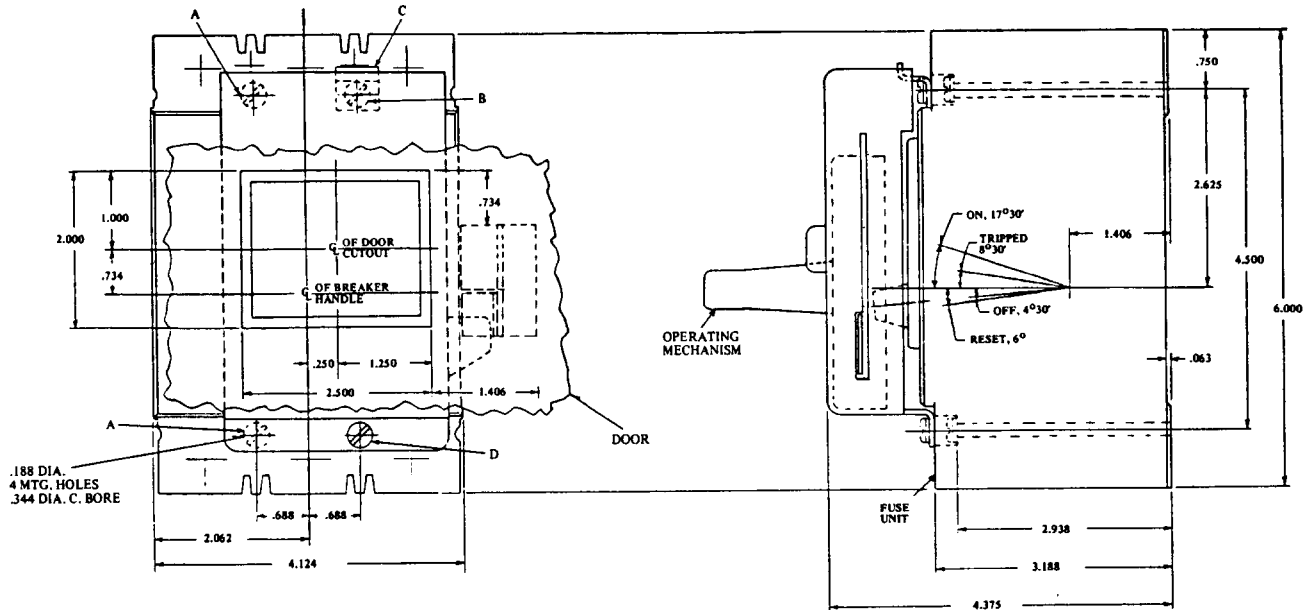 A
C
B
1.000
2.000
.734
.734
℄ OF DOOR
CUTOUT
℄ OF BREAKER
HANDLE
.250
1.250
2.500
1.406
A
D
DOOR
.188 DIA.
4 MTG. HOLES
.344 DIA. C. BORE
.688
.688
2.062
4.124
.750
2.625
ON, 17°30'
TRIPPED
8°30'
1.406
4.500
6.000
OFF, 4°30'
RESET, 6°
.063
OPERATING
MECHANISM
FUSE
UNIT
2.938
3.188
4.375